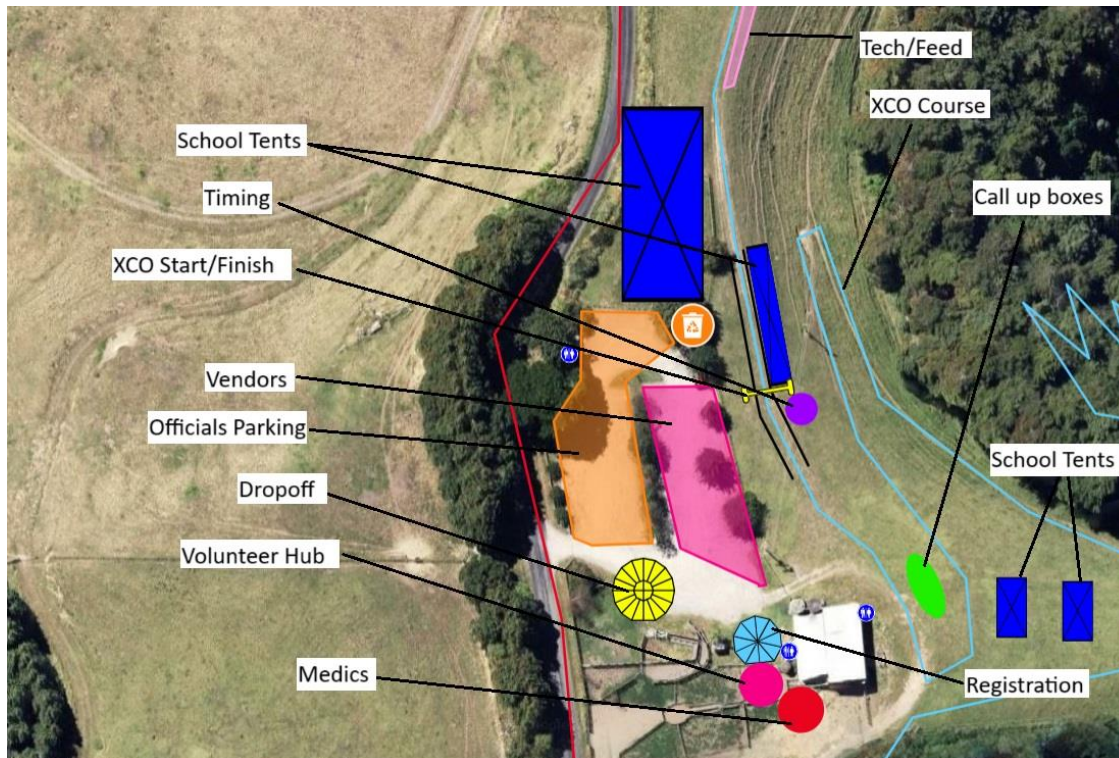 Tech/Feed
XCO Course
School Tents
Call up boxes
Timing
XCO Start/Finish
Vendors
Officials Parking
School Tents
Dropoff
Volunteer Hub
Medics
Registration